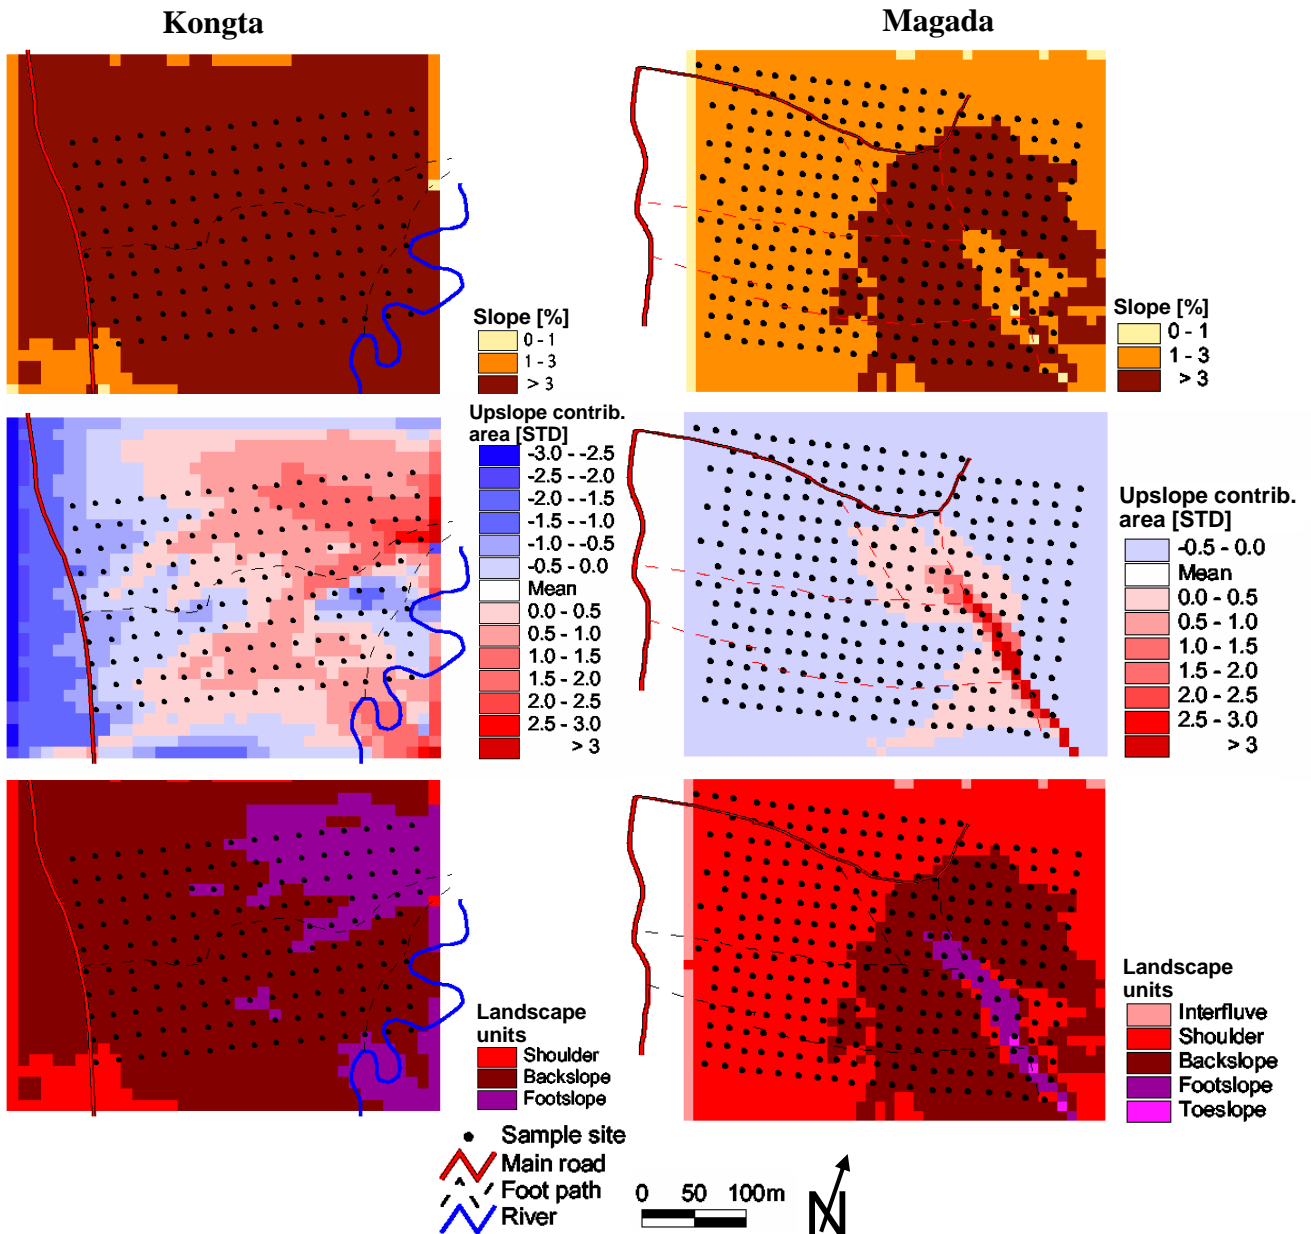 Kongta
Magada
Slope [%]
0 - 1
1 - 3
> 3
Slope [%]
0 - 1
1 - 3
> 3
Upslope contrib.
area [STD]
-3.0 - -2.5
-2.5 - -2.0
-2.0 - -1.5
-1.5 - -1.0
-1.0 - -0.5
-0.5 - 0.0
Mean
0.0 - 0.5
0.5 - 1.0
1.0 - 1.5
1.5 - 2.0
2.0 - 2.5
2.5 - 3.0
> 3
Upslope contrib.
area [STD]
-0.5 - 0.0
Mean
0.0 - 0.5
0.5 - 1.0
1.0 - 1.5
1.5 - 2.0
2.0 - 2.5
2.5 - 3.0
> 3
Landscape
units
Shoulder
Backslope
Footslope
Landscape
units
Interfluve
Shoulder
Backslope
Footslope
Toeslope
Sample site
Main road
Foot path
River
0 50 100m
N